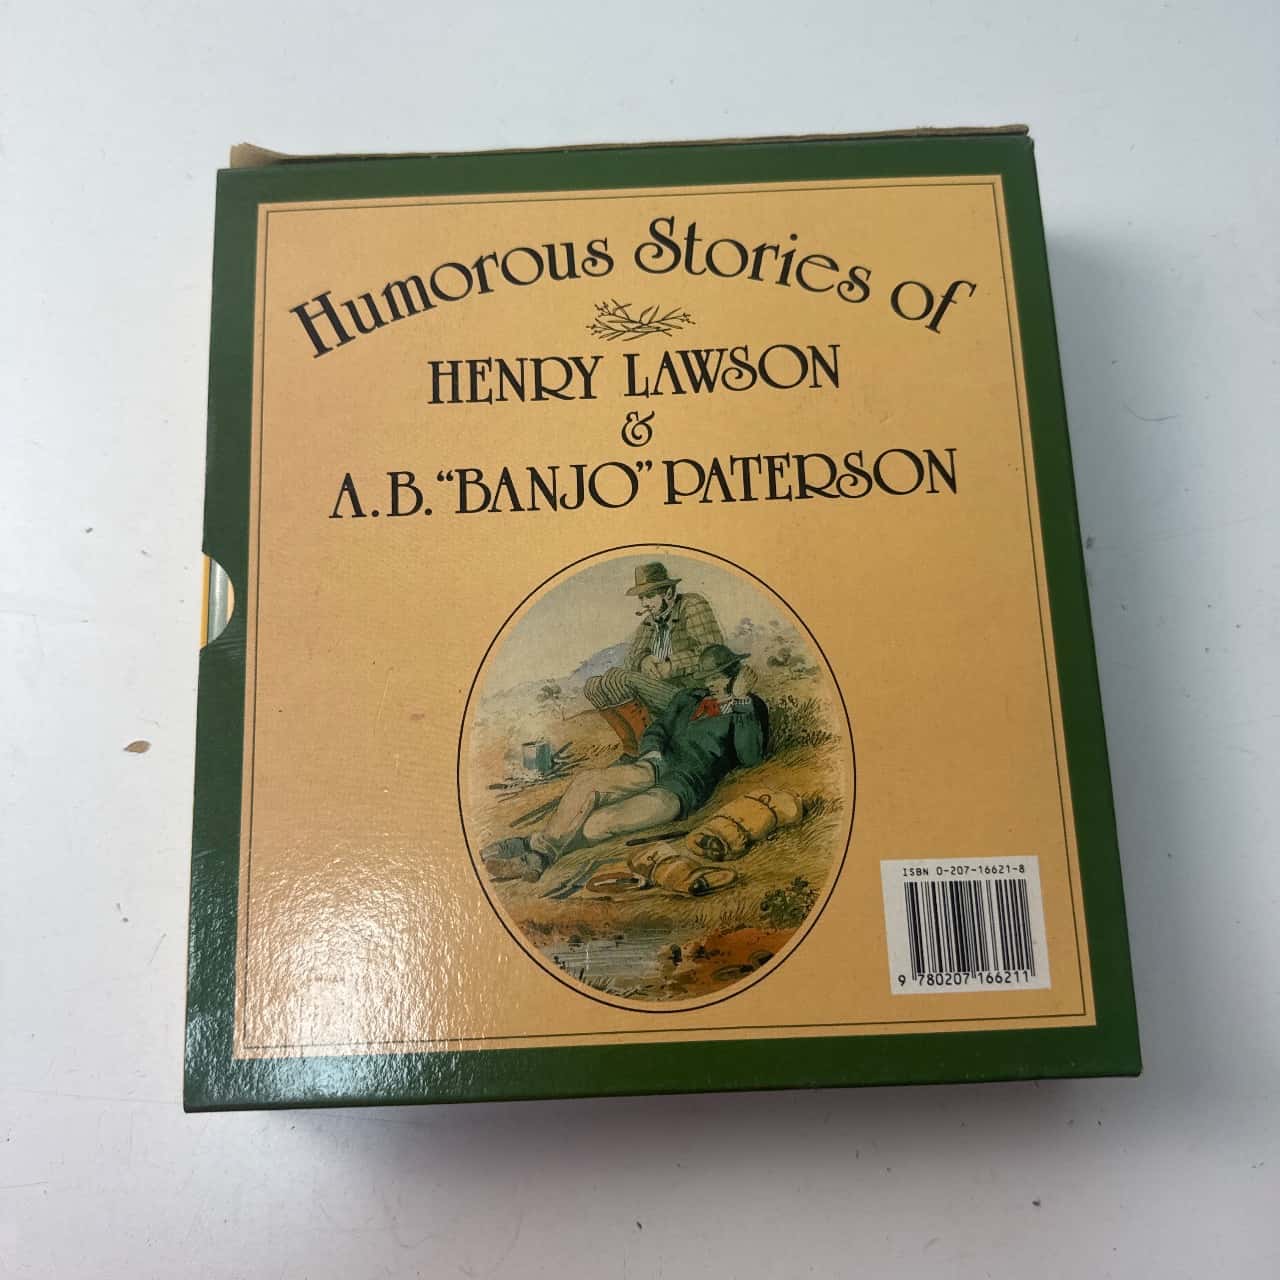 Humorous Stories of
HENRY LAWSON
&
A.B. “BANJO” PATERSON
ISBN 0-207-16621-8
9 780207 166211